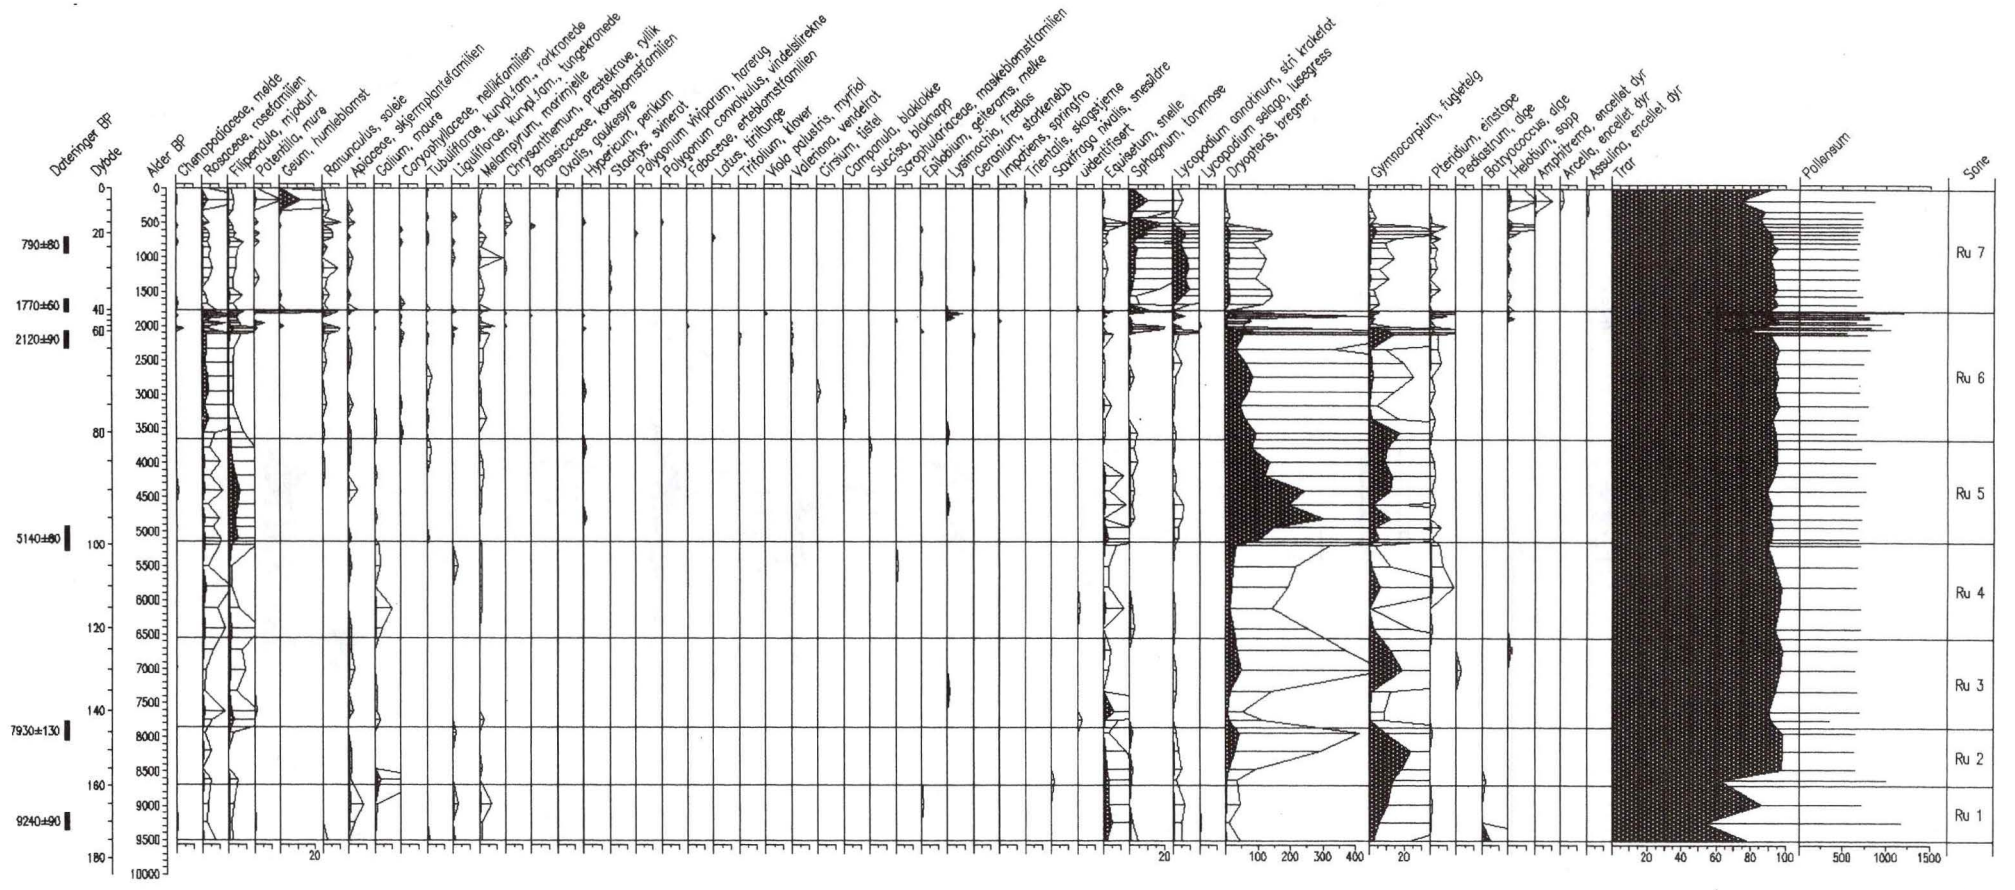 Dateringer BP
Dybde
Alder BP
Chenopodiaceae, melde
Rosaceae, rosefamilien
Filipendula, mjødurt
Potentilla, mure
Geum, humleblomst
Ranunculus, soleie
Apiaceae, skjermplantefamilien
Galium, maure
Caryophyllaceae, nellikfamilien
Tubuliflorae, kurvpl.fam., rørkronede
Liguliflorae, kurvpl.fam., tungekronede
Melampyrum, marimjelle
Chrysanthemum, prestekrave, ryllik
Brassicaceae, korsblomstfamilien
Oxalis, gaukesyre
Hypericum, perikum
Stachys, svinerot
Polygonum viviparum, harerug
Polygonum convolvulus, vindelslirekne
Fabaceae, erteblomstfamilien
Lotus, tiriltunge
Trifolium, kløver
Viola palustris, myrfiol
Valeriana, vendelrot
Cirsium, tistel
Campanula, blåklokke
Succisa, blåknapp
Scrophulariaceae, maskeblomstfamilien
Epilobium, geiterams, melke
Lysimachia, fredløs
Geranium, storkenebb
Impatiens, springfrø
Trientalis, skogstjerne
Saxifraga nivalis, snøsildre
uidentifisert
Equisetum, snelle
Sphagnum, torvmose
Lycopodium annotinum, stri kråkefot
Lycopodium selago, lusegress
Dryopteris, bregner
Gymnocarpium, fugletelg
Pteridium, einstape
Pediastrum, alge
Botryococcus, alge
Helotium, sopp
Amphitrema, encellet dyr
Arcella, encellet dyr
Assulina, encellet dyr
Trær
Pollensum
Sone
790±80
1770±60
2120±90
5140±80
7930±130
9240±90
0
20
40
60
80
100
120
140
160
180
0
500
1000
1500
2000
2500
3000
3500
4000
4500
5000
5500
6000
6500
7000
7500
8000
8500
9000
9500
10000
Ru 7
Ru 6
Ru 5
Ru 4
Ru 3
Ru 2
Ru 1
20
20
100 200 300 400
20
20 40 60 80 100
500 1000 1500